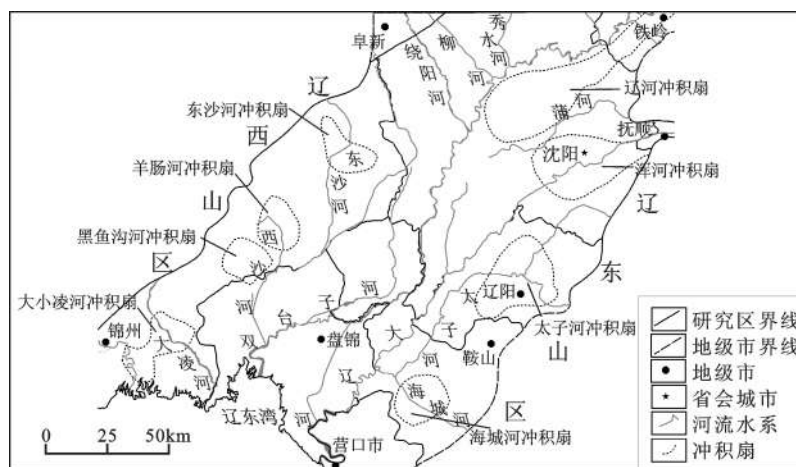 阜新
绕阳河
柳河
秀水河
铁岭
辽河冲积扇
蒲河
抚顺
沈阳
浑河冲积扇
辽西山区
东沙河冲积扇
东沙河
羊肠河冲积扇
西沙河
黑鱼沟河冲积扇
大小凌河冲积扇
锦州
大凌河
双台子河
盘锦
辽河
大
太子河
辽阳
太子河冲积扇
鞍山
海城河
海城河冲积扇
辽东山区
辽东湾
营口市
0 25 50km
研究区界线
地级市界线
地级市
省会城市
河流水系
冲积扇